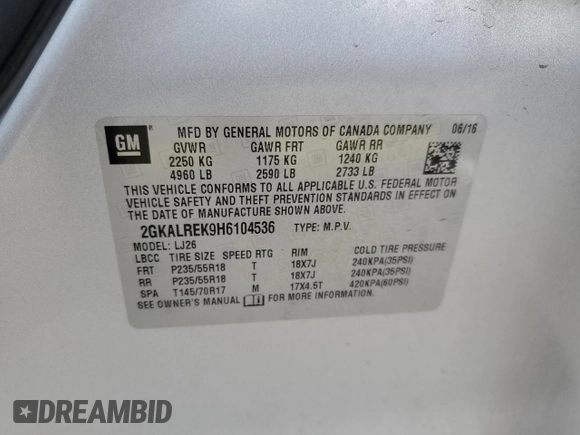 GM ® MFD BY GENERAL MOTORS OF CANADA COMPANY 06/16
GVWR GAWR FRT GAWR RR
2250 KG 1175 KG 1240 KG
4960 LB 2590 LB 2733 LB
THIS VEHICLE CONFORMS TO ALL APPLICABLE U.S. FEDERAL MOTOR
VEHICLE SAFETY AND THEFT PREVENTION STANDARDS IN EFFECT ON
THE DATE OF MANUFACTURE SHOWN ABOVE.
2GKALREK9H6104536 TYPE: M.P.V.
MODEL: LJ26
LBCC TIRE SIZE SPEED RTG RIM COLD TIRE PRESSURE
FRT P235/55R18 T 18X7J 240KPA(35PSI)
RR P235/55R18 T 18X7J 240KPA(35PSI)
SPA T145/70R17 M 17X4.5T 420KPA(60PSI)
SEE OWNER'S MANUAL FOR MORE INFORMATION.
DREAMBID